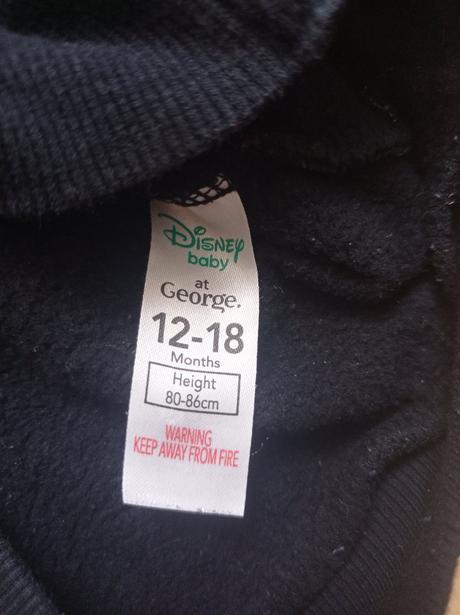 Disney
baby
at
George.
12-18
Months
Height
80-86cm
WARNING
KEEP AWAY FROM FIRE